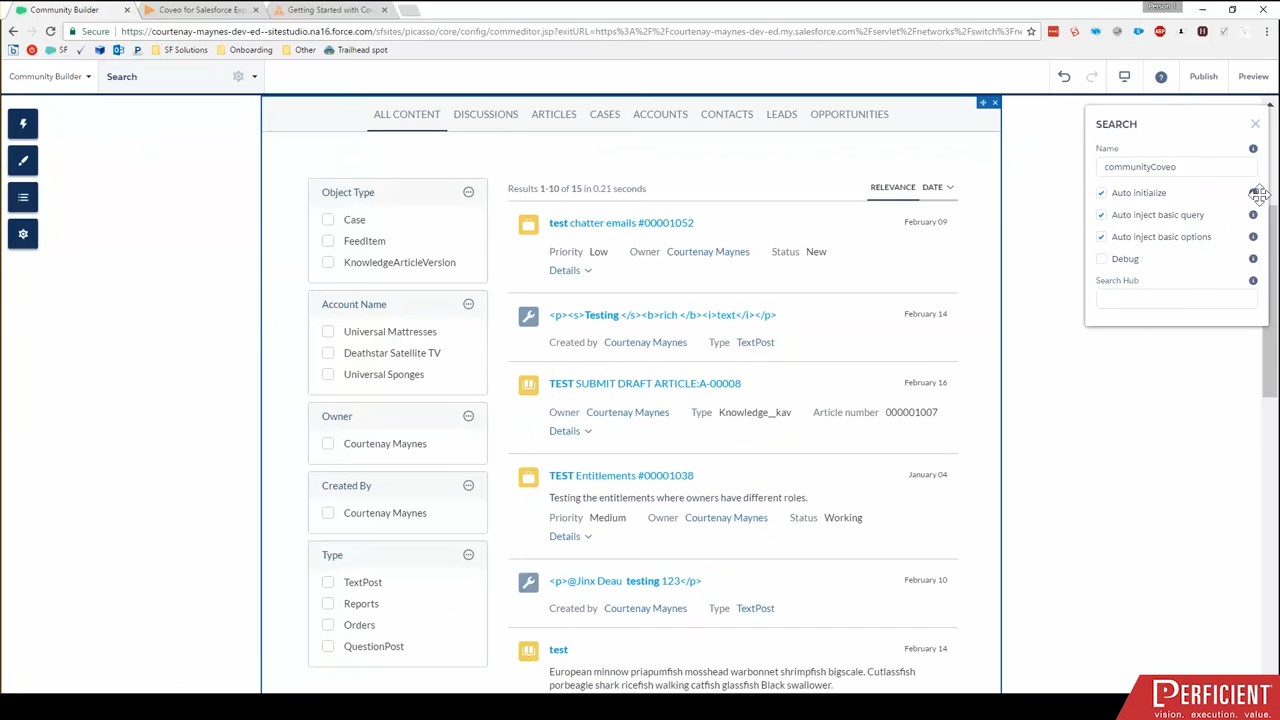 Person 1
Community Builder
Coveo for Salesforce Exp
Getting Started with Co
Secure
https://courtenay-maynes-dev-ed--sitestudio.na16.force.com/sfsites/picasso/core/config/commeditor.jsp?exitURL=https%3A%2F%2Fcourtenay-maynes-dev-ed.my.salesforce.com%2Fservlet%2Fnetworks%2Fswitch%3Fne
SF
SF Solutions
Onboarding
Other
Trailhead spot
Community Builder
Search
Publish
Preview
ALL CONTENT DISCUSSIONS ARTICLES CASES ACCOUNTS CONTACTS LEADS OPPORTUNITIES
Object Type
Case
FeedItem
KnowledgeArticleVersion
Account Name
Universal Mattresses
Deathstar Satellite TV
Universal Sponges
Owner
Courtenay Maynes
Created By
Courtenay Maynes
Type
TextPost
Reports
Orders
QuestionPost
Results 1-10 of 15 in 0.21 seconds
RELEVANCE DATE
test chatter emails #00001052
February 09
Priority Low Owner Courtenay Maynes Status New
Details
<p><s>Testing </s><b>rich </b><i>text</i></p>
February 14
Created by Courtenay Maynes Type TextPost
TEST SUBMIT DRAFT ARTICLE:A-00008
February 16
Owner Courtenay Maynes Type Knowledge__kav Article number 000001007
Details
TEST Entitlements #00001038
January 04
Testing the entitlements where owners have different roles.
Priority Medium Owner Courtenay Maynes Status Working
Details
<p>@Jinx Deau testing 123</p>
February 10
Created by Courtenay Maynes Type TextPost
test
February 14
European minnow priapumfish mosshead warbonnet shrimpfish bigscale. Cutlassfish
porbeagle shark ricefish walking catfish glassfish Black swallower.
SEARCH
Name
communityCoveo
Auto initialize
Auto inject basic query
Auto inject basic options
Debug
Search Hub
PERFICIENT
vision. execution. value.